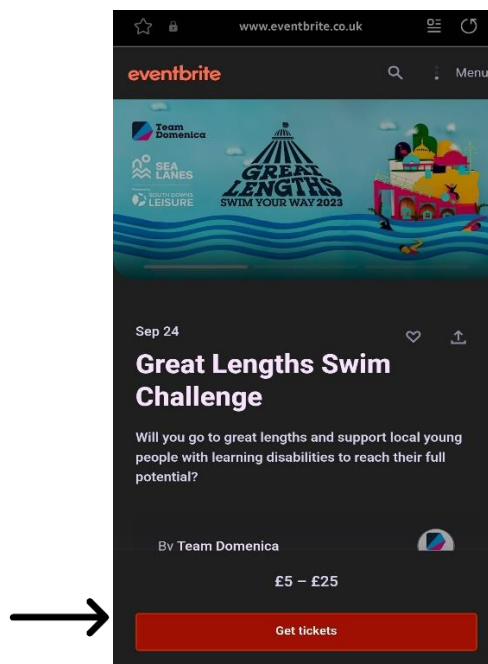 www.eventbrite.co.uk
eventbrite
Menu
Team
Domenica
SEA
LANES
SOUTH DOWNS
LEISURE
GREAT
LENGTHS
SWIM YOUR WAY 2023
Sep 24
Great Lengths Swim
Challenge
Will you go to great lengths and support local young
people with learning disabilities to reach their full
potential?
By Team Domenica
£5 – £25
Get tickets